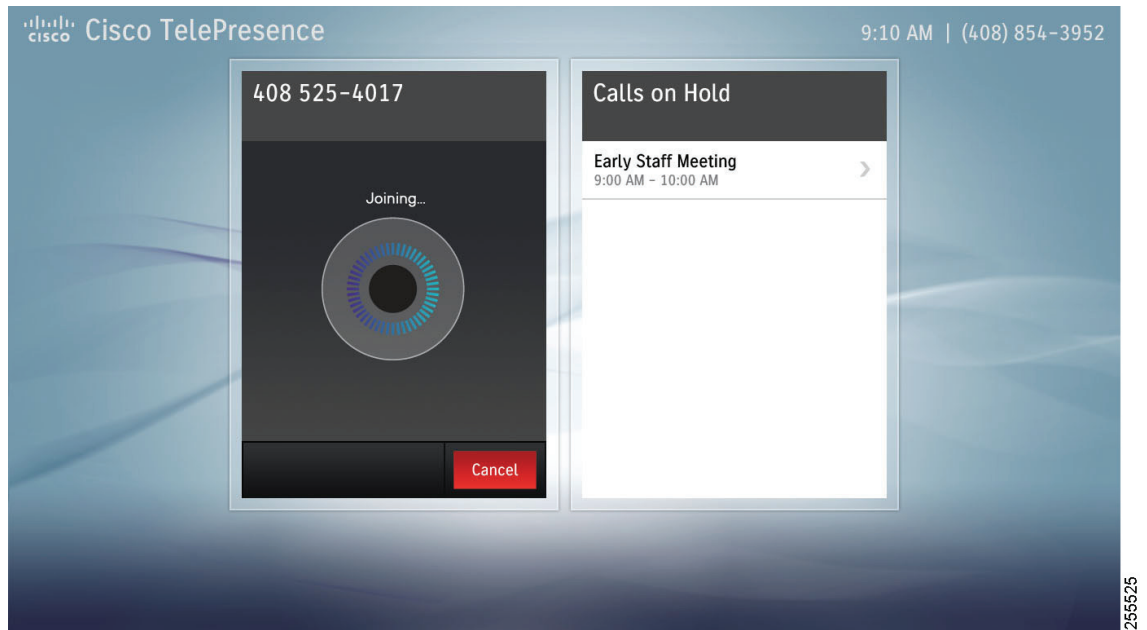 CISCO Cisco TelePresence
9:10 AM | (408) 854-3952
408 525-4017
Joining...
Cancel
Calls on Hold
Early Staff Meeting
9:00 AM - 10:00 AM
255525